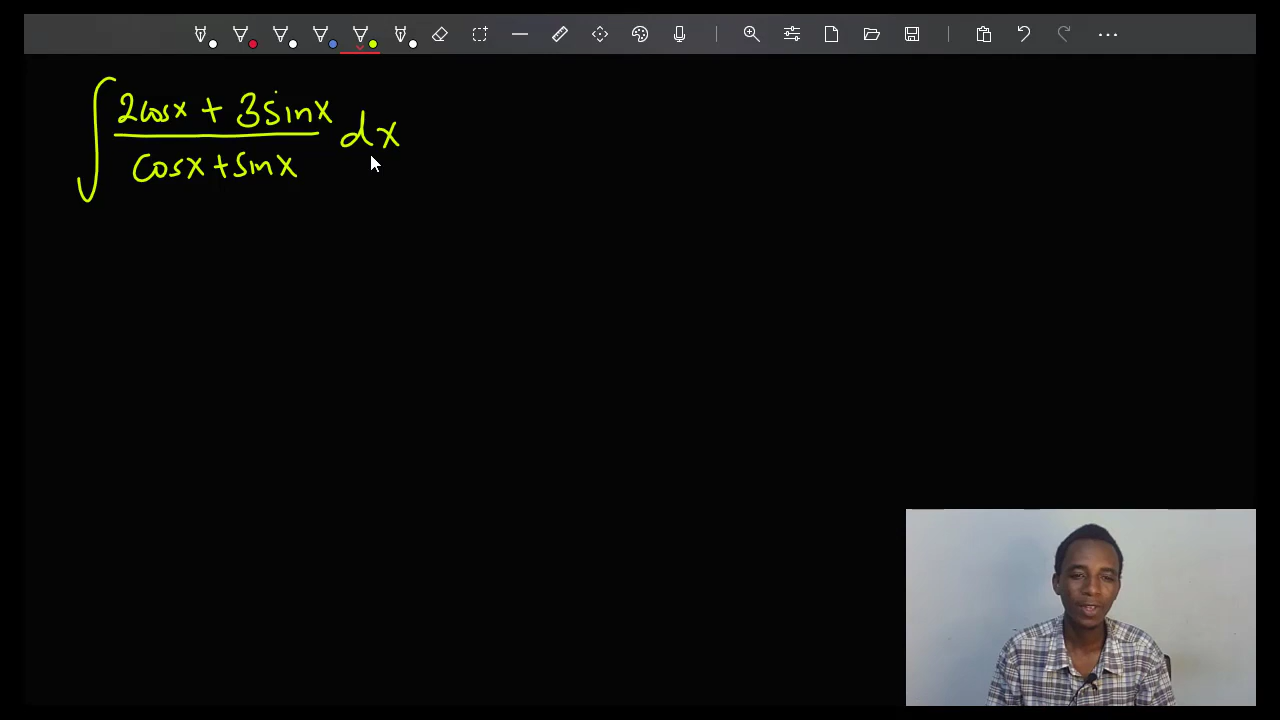 ∫ 2cosx + 3sinx dx
cosx + sinx